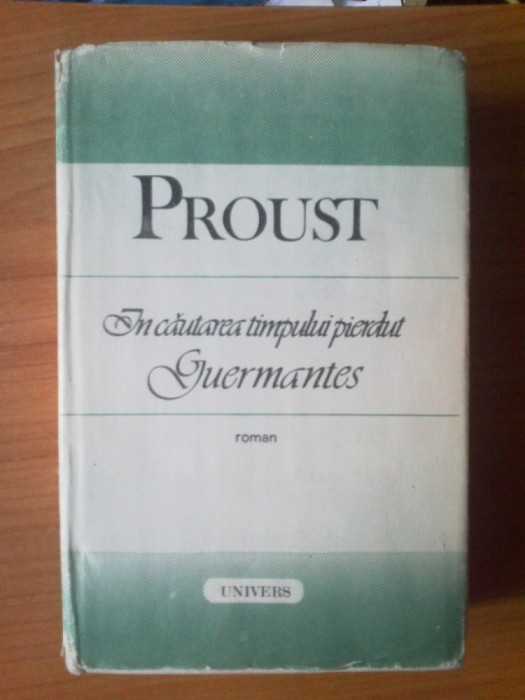 PROUST
In căutarea timpului pierdut
Guermantes
roman
UNIVERS